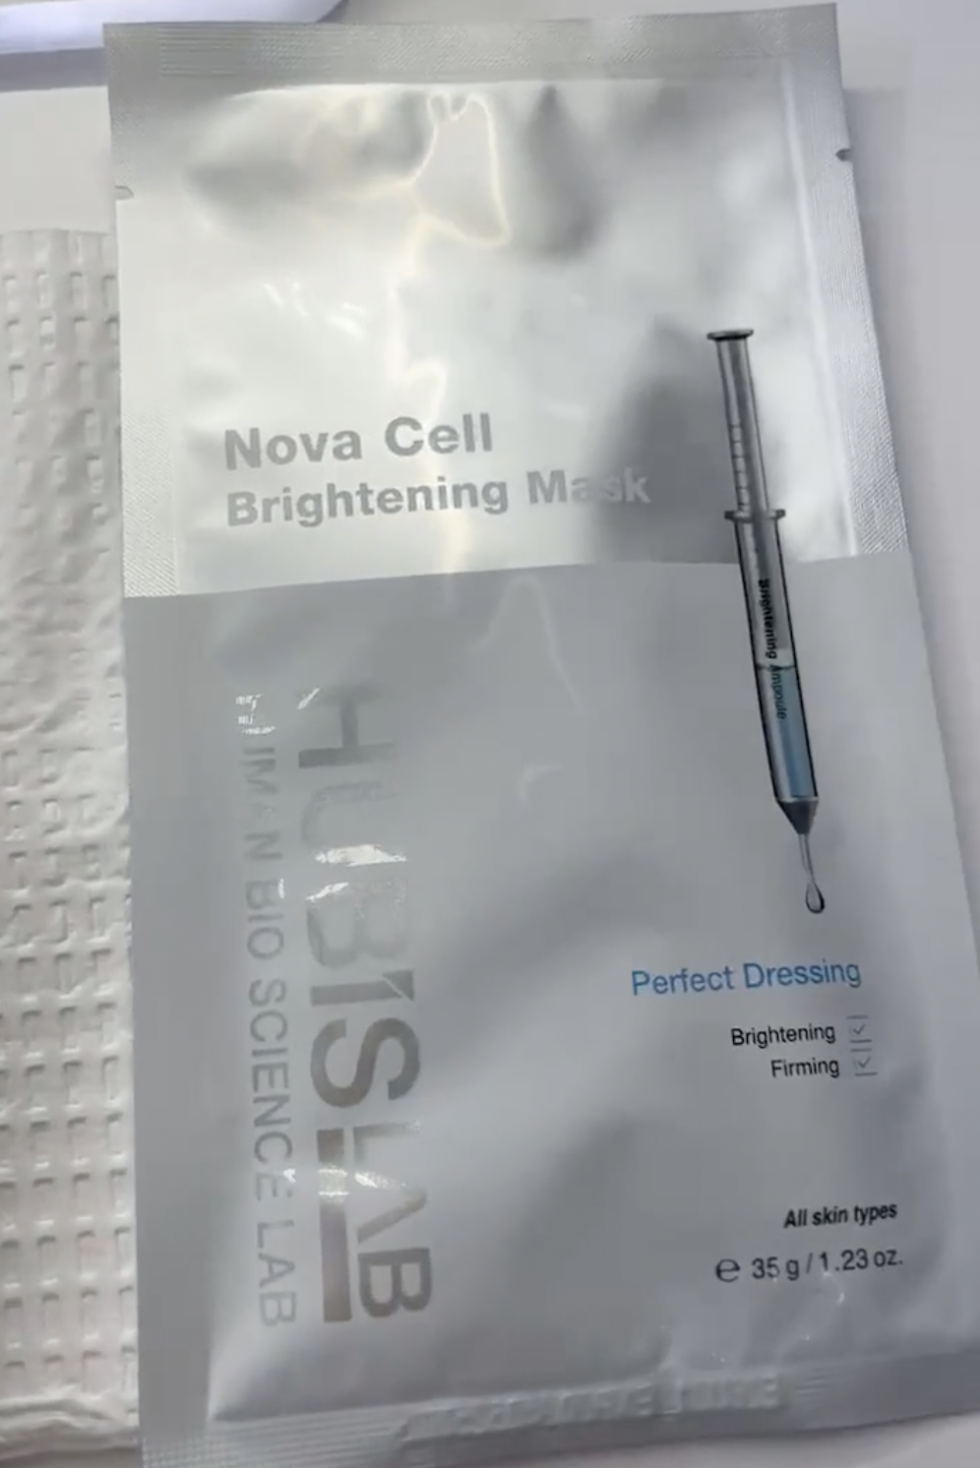 Nova Cell
Brightening Mask
Brightening Ampoule
HUBISLAB
HUMAN BIO SCIENCE LAB
Perfect Dressing
Brightening
Firming
All skin types
℮ 35 g / 1.23 oz.